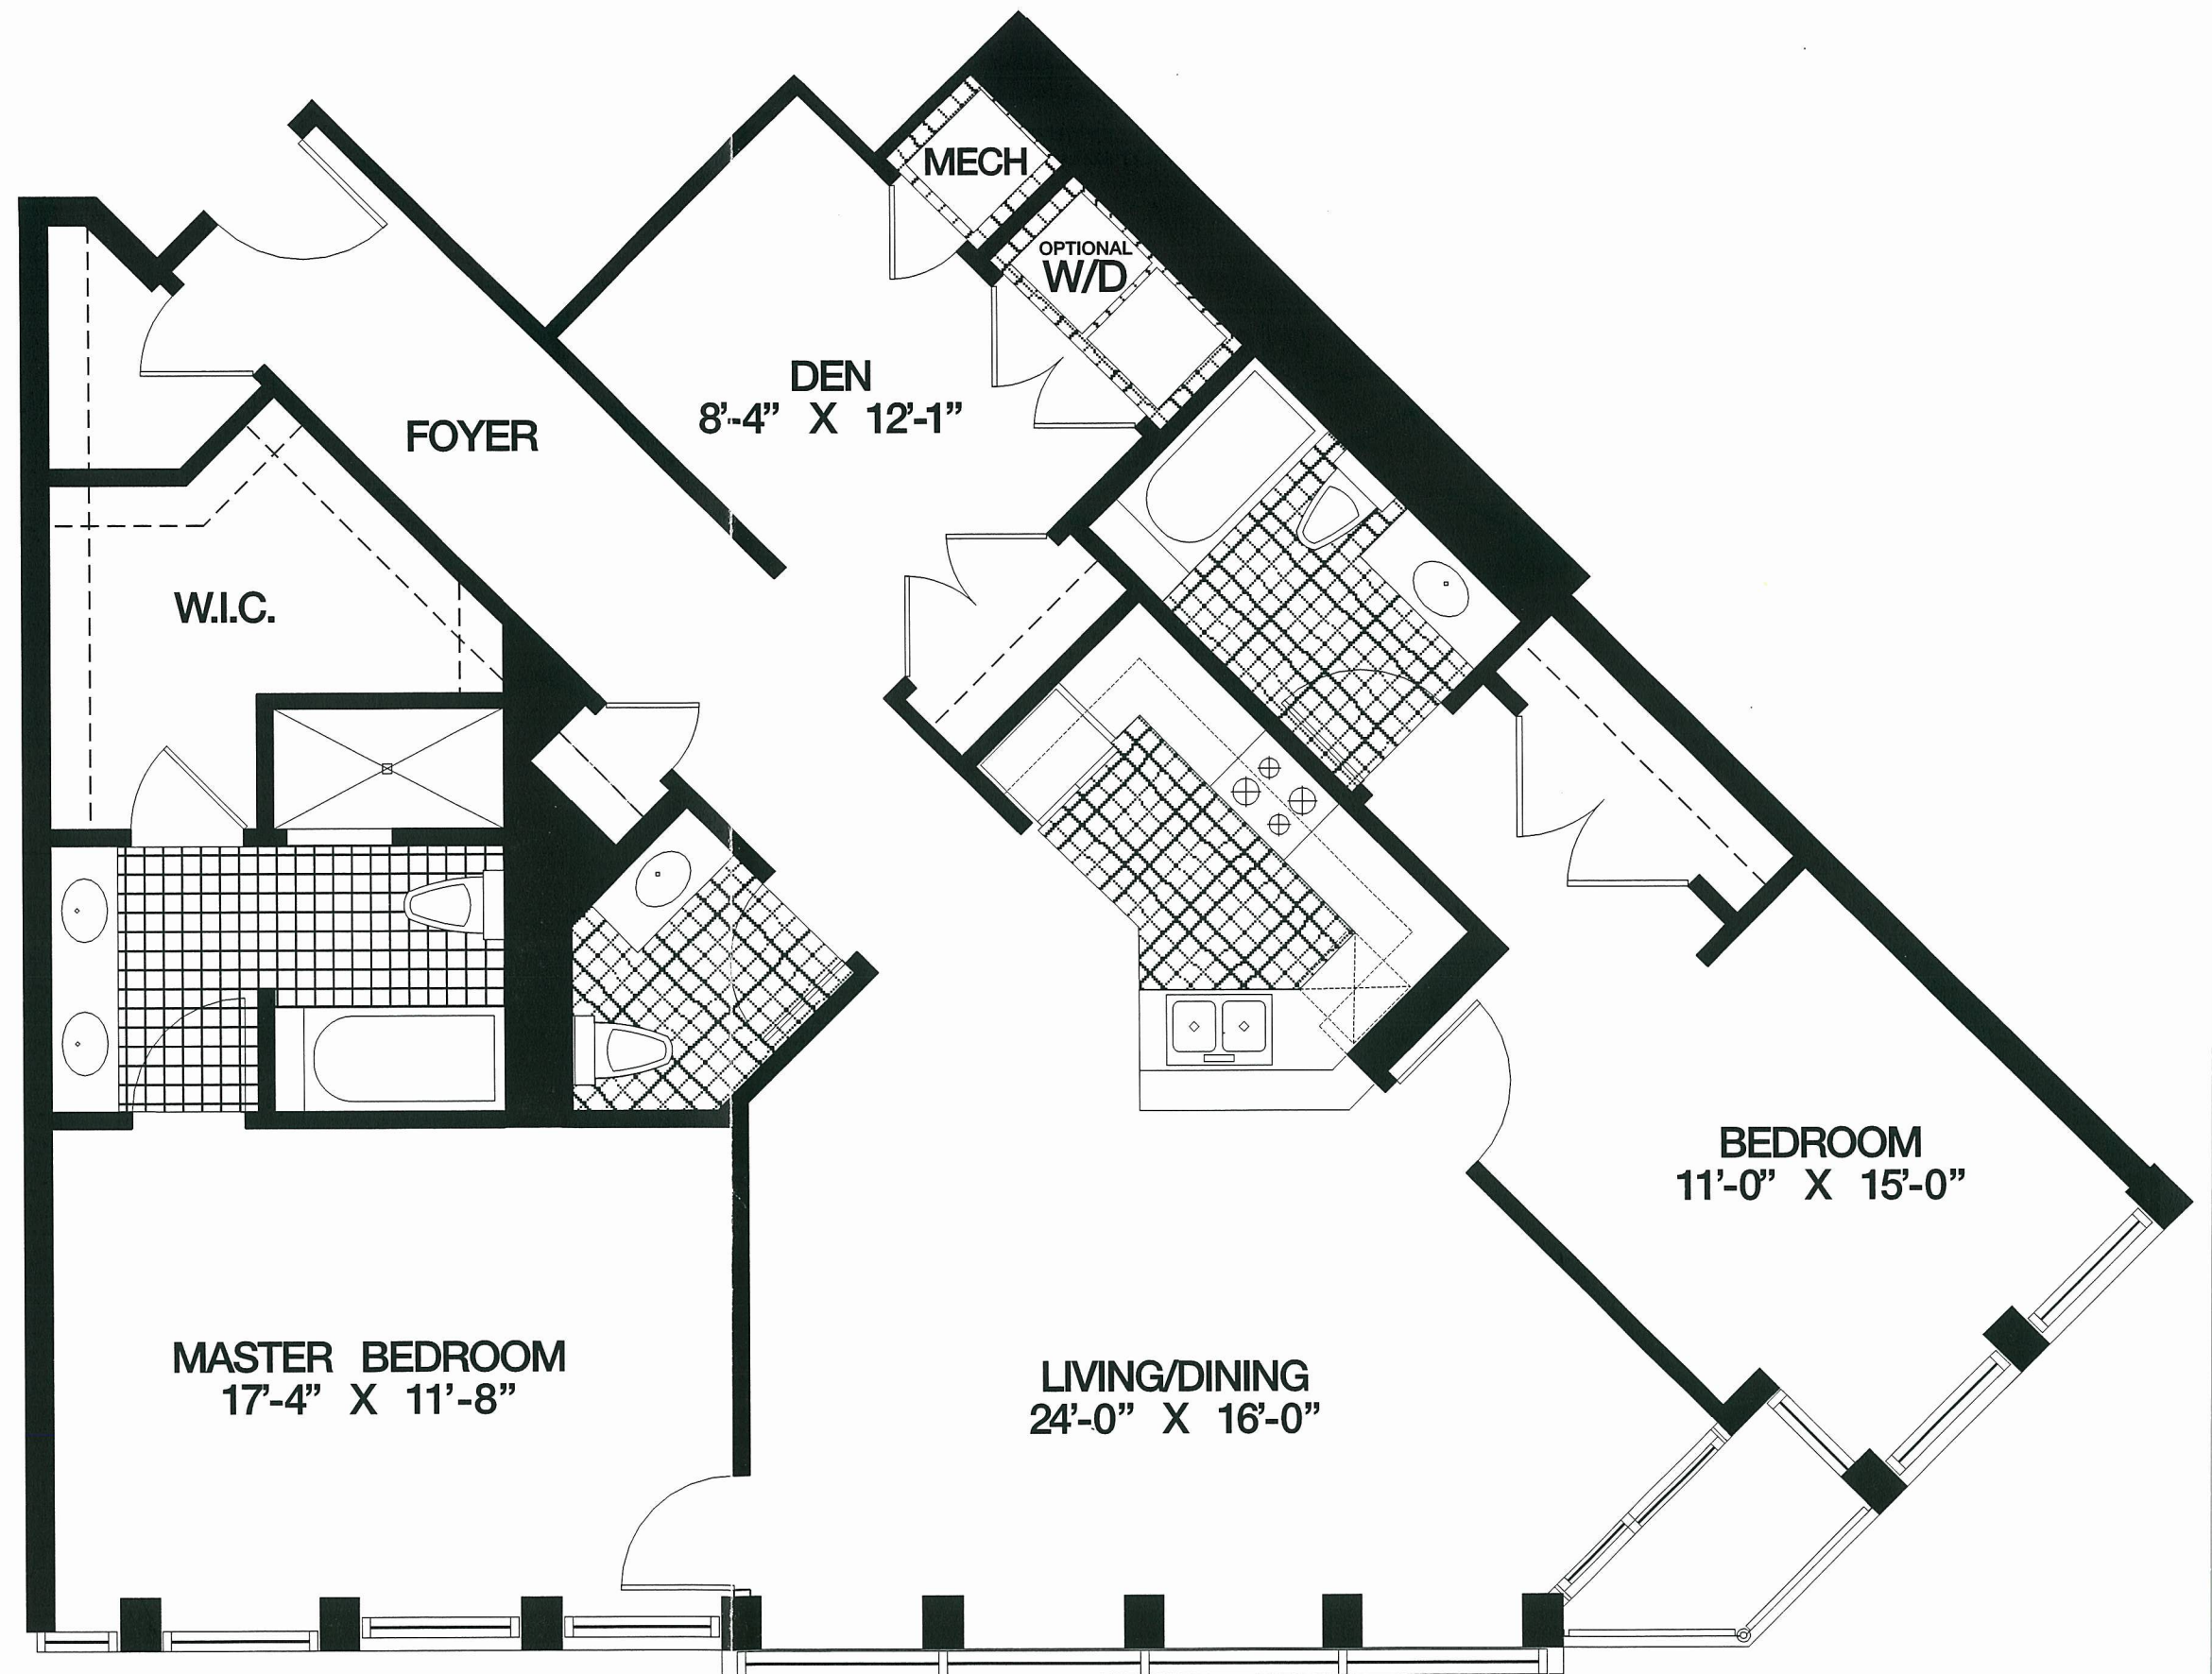 MECH
OPTIONAL
W/D
DEN
8'-4" X 12'-1"
FOYER
W.I.C.
BEDROOM
11'-0" X 15'-0"
MASTER BEDROOM
17'-4" X 11'-8"
LIVING/DINING
24'-0" X 16'-0"